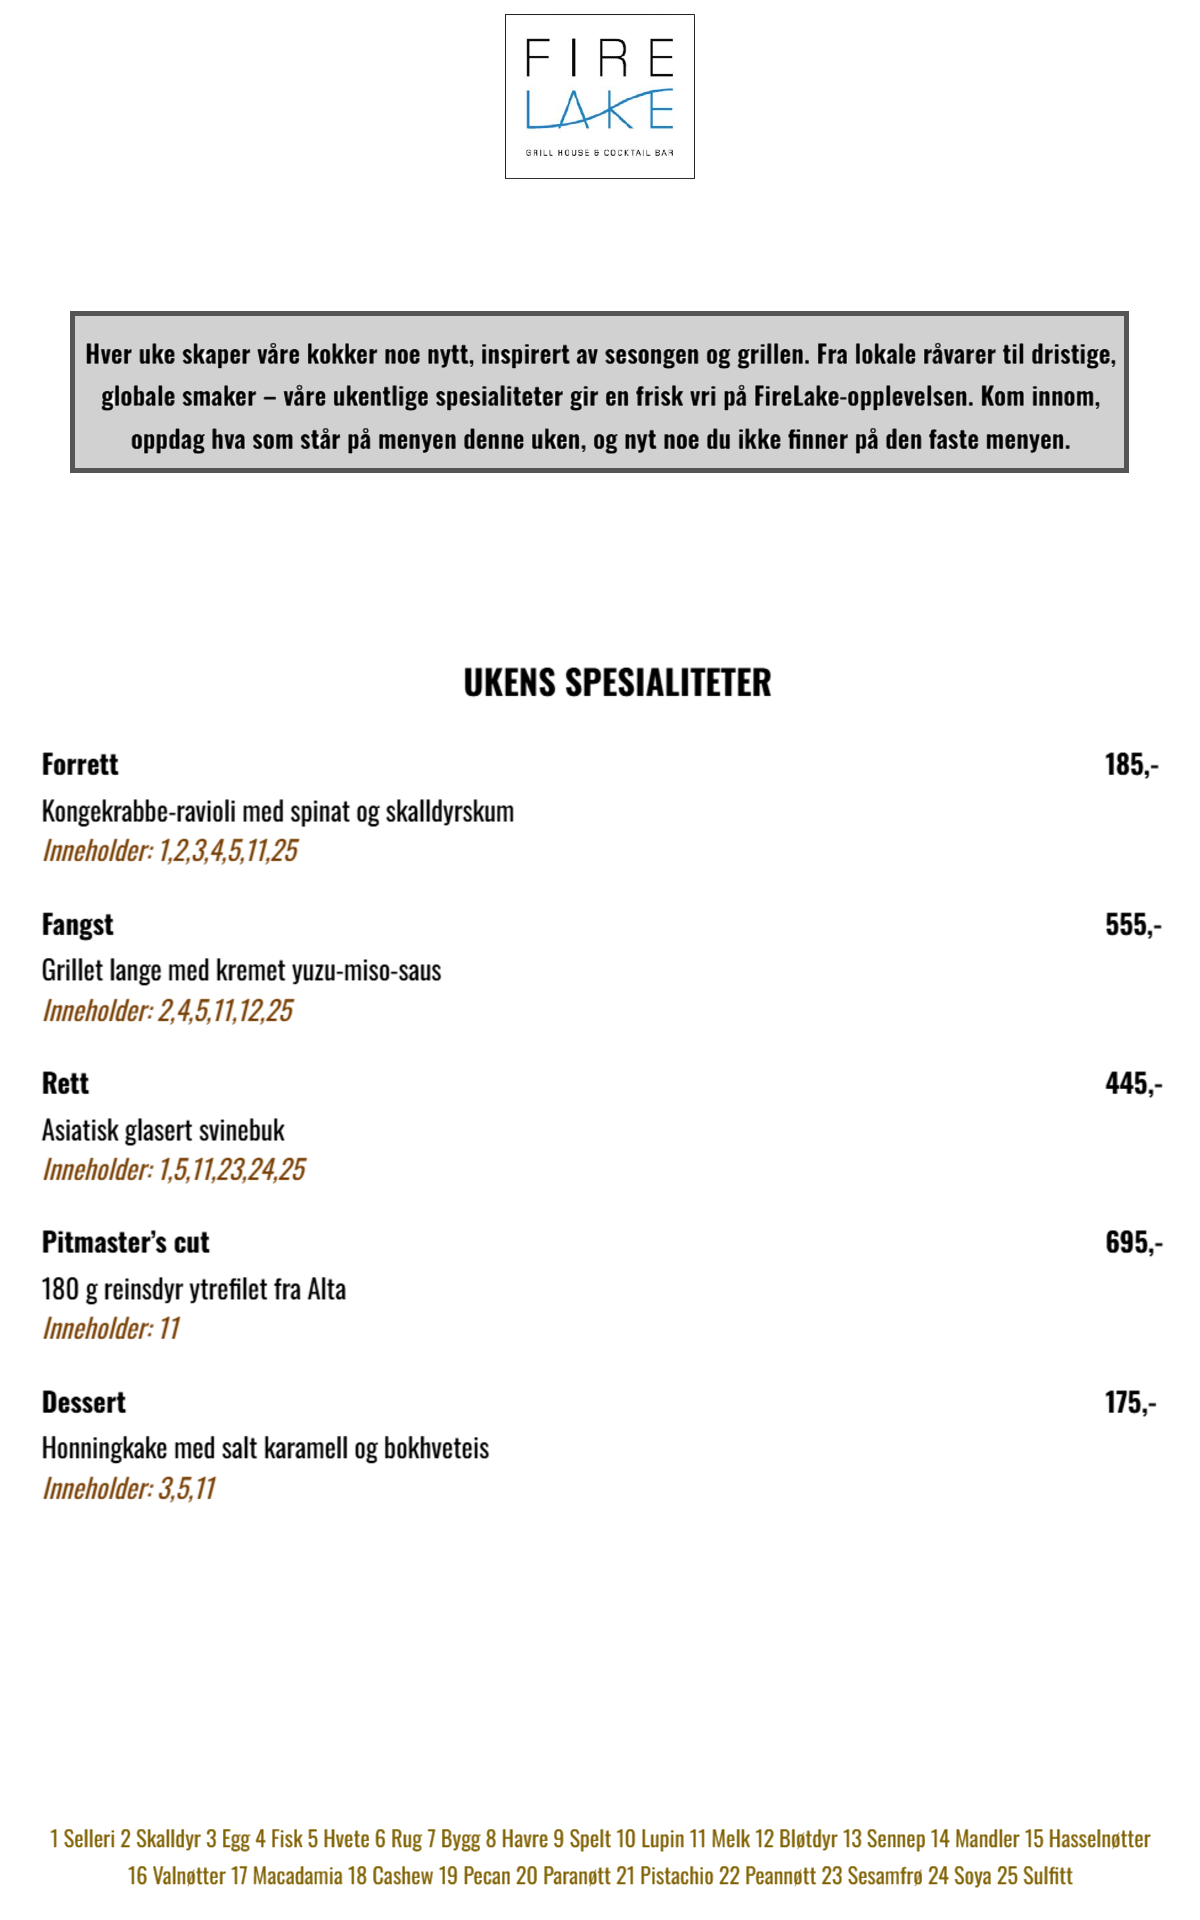 FIRE
LAKE
GRILL HOUSE & COCKTAIL BAR
Hver uke skaper våre kokker noe nytt, inspirert av sesongen og grillen. Fra lokale råvarer til dristige,
globale smaker – våre ukentlige spesialiteter gir en frisk vri på FireLake-opplevelsen. Kom innom,
oppdag hva som står på menyen denne uken, og nyt noe du ikke finner på den faste menyen.
UKENS SPESIALITETER
Forrett 185,-
Kongekrabbe-ravioli med spinat og skalldyrskum
Inneholder: 1,2,3,4,5,11,25
Fangst 555,-
Grillet lange med kremet yuzu-miso-saus
Inneholder: 2,4,5,11,12,25
Rett 445,-
Asiatisk glasert svinebuk
Inneholder: 1,5,11,23,24,25
Pitmaster’s cut 695,-
180 g reinsdyr ytrefilet fra Alta
Inneholder: 11
Dessert 175,-
Honningkake med salt karamell og bokhveteis
Inneholder: 3,5,11
1 Selleri 2 Skalldyr 3 Egg 4 Fisk 5 Hvete 6 Rug 7 Bygg 8 Havre 9 Spelt 10 Lupin 11 Melk 12 Bløtdyr 13 Sennep 14 Mandler 15 Hasselnøtter
16 Valnøtter 17 Macadamia 18 Cashew 19 Pecan 20 Paranøtt 21 Pistachio 22 Peannøtt 23 Sesamfrø 24 Soya 25 Sulfitt